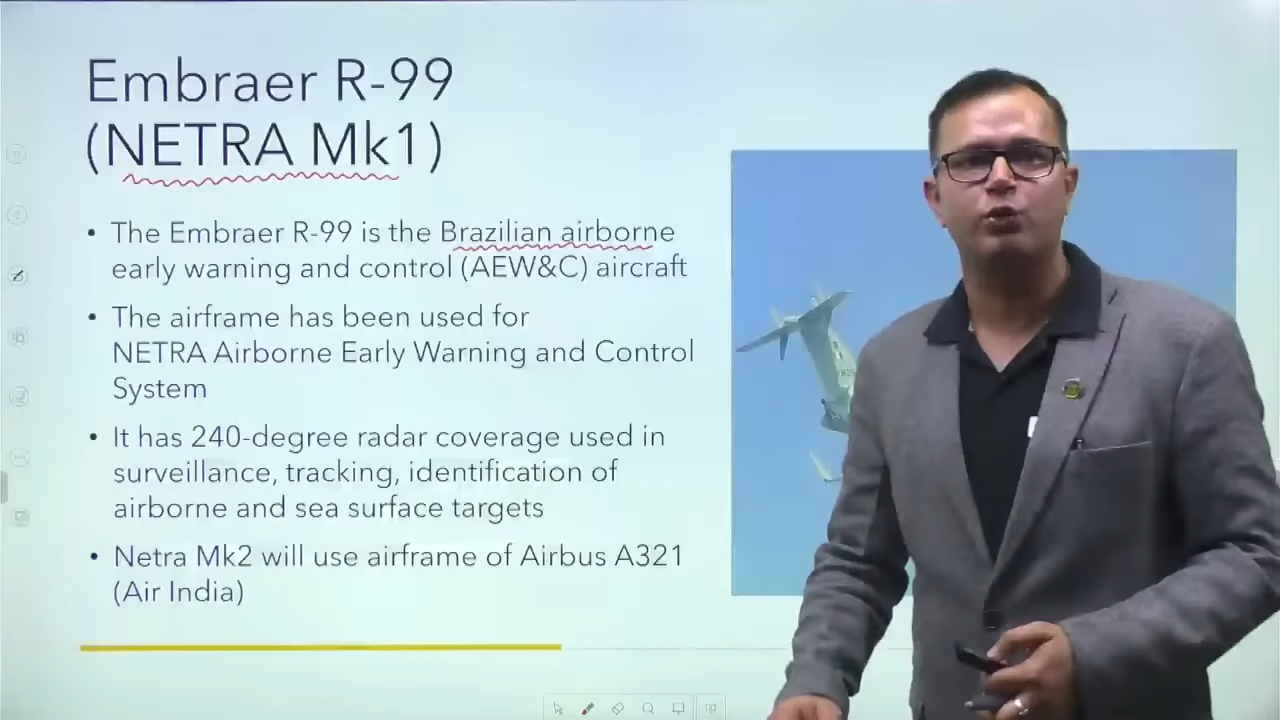 Embraer R-99
(NETRA Mk1)
• The Embraer R-99 is the Brazilian airborne
early warning and control (AEW&C) aircraft
• The airframe has been used for
NETRA Airborne Early Warning and Control
System
• It has 240-degree radar coverage used in
surveillance, tracking, identification of
airborne and sea surface targets
• Netra Mk2 will use airframe of Airbus A321
(Air India)